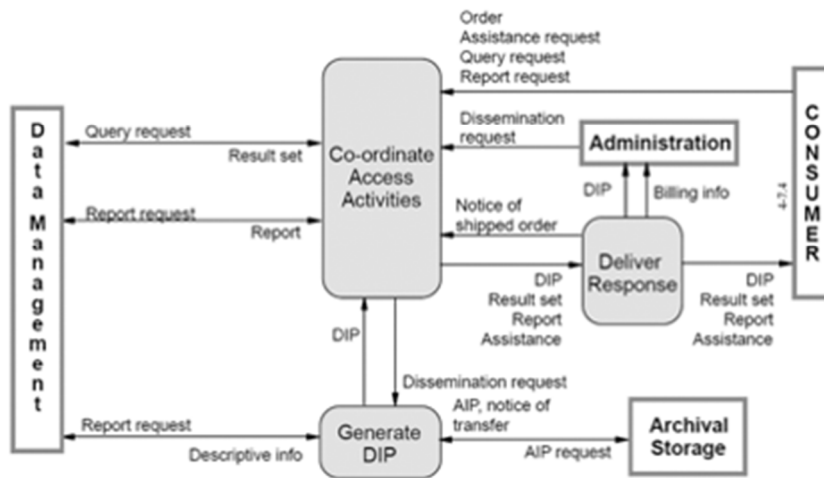 Order
Assistance request
Query request
Report request
Dissemination
request
Administration
CONSUMER
4-7.4
Data Management
Query request
Result set
Co-ordinate
Access
Activities
DIP
Billing info
Report request
Report
Notice of
shipped order
Deliver
Response
DIP
Result set
Report
Assistance
DIP
Result set
Report
Assistance
DIP
Dissemination request
Report request
Descriptive info
Generate
DIP
AIP, notice of
transfer
AIP request
Archival
Storage